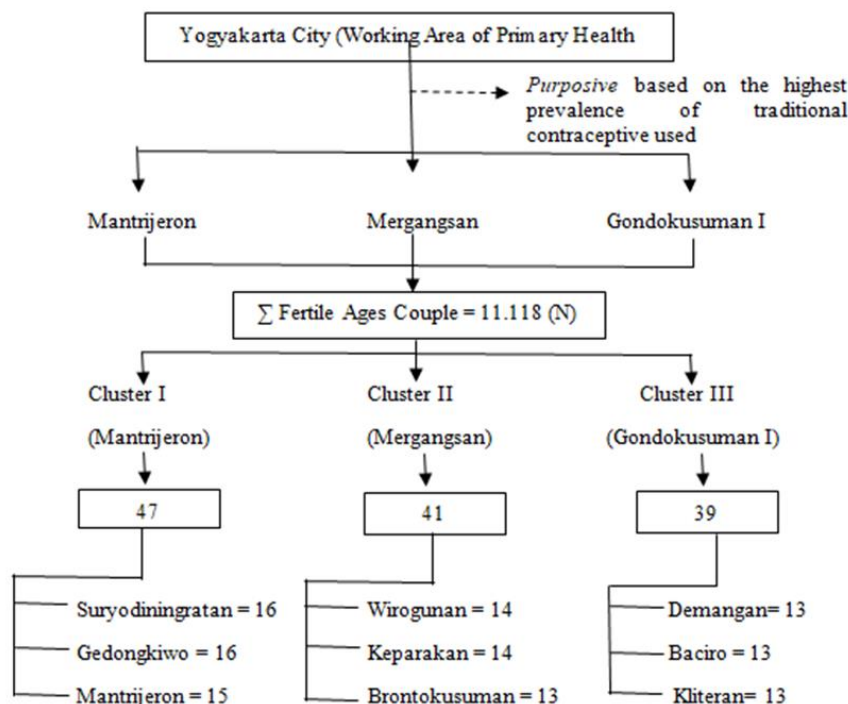 Yogyakarta City (Working Area of Primary Health
Purposive based on the highest
prevalence of traditional
contraceptive used
Mantrijeron
Mergangsan
Gondokusuman I
∑ Fertile Ages Couple = 11.118 (N)
Cluster I
(Mantrijeron)
Cluster II
(Mergangsan)
Cluster III
(Gondokusuman I)
47
41
39
Suryodiningratan = 16
Gedongkiwo = 16
Mantrijeron = 15
Wirogunan = 14
Keparakan = 14
Brontokusuman = 13
Demangan= 13
Baciro = 13
Kliteran= 13